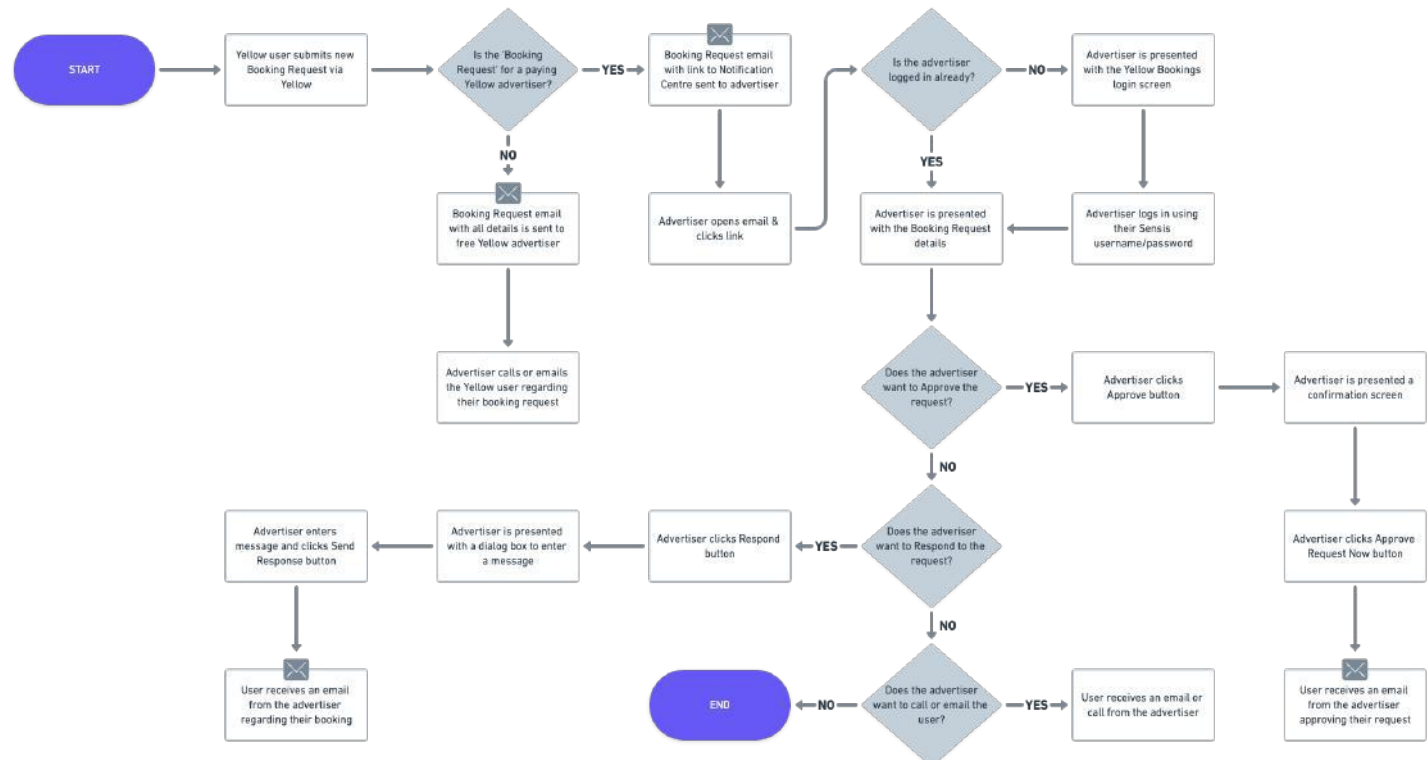 START
Yellow user submits new
Booking Request via
Yellow
Is the 'Booking
Request' for a paying
Yellow advertiser?
YES
Booking Request email
with link to Notification
Centre sent to advertiser
Is the advertiser
logged in already?
NO
Advertiser is presented
with the Yellow Bookings
login screen
NO
YES
Booking Request email
with all details is sent to
free Yellow advertiser
Advertiser opens email &
clicks link
Advertiser is presented
with the Booking Request
details
Advertiser logs in using
their Sensis
username/password
Advertiser calls or emails
the Yellow user regarding
their booking request
Does the advertiser
want to Approve the
request?
YES
Advertiser clicks
Approve button
Advertiser is presented a
confirmation screen
NO
Advertiser enters
message and clicks Send
Response button
Advertiser is presented
with a dialog box to enter
a message
Advertiser clicks Respond
button
YES
Does the adveriser
want to Respond to the
request?
Advertiser clicks Approve
Request Now button
NO
User receives an email
from the advertiser
regarding their booking
END
NO
Does the advertiser
want to call or email the
user?
YES
User receives an email or
call from the advertiser
User receives an email
from the advertiser
approving their request